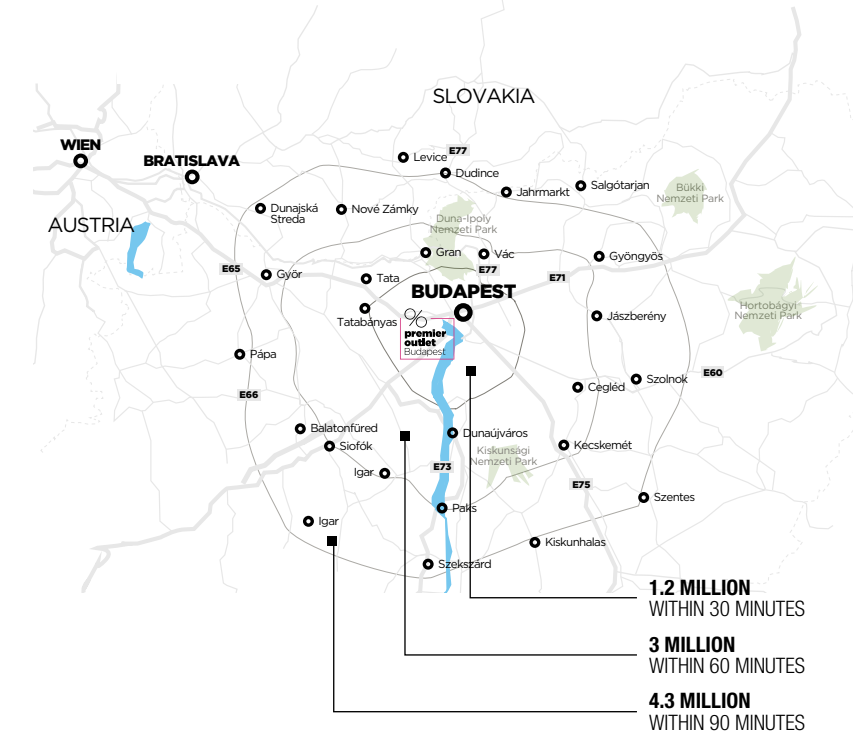 SLOVAKIA
WIEN
BRATISLAVA
AUSTRIA
Levice
E77
Dudince
Jahrmarkt
Salgótarjan
Bükki
Nemzeti Park
Dunajská
Streda
Nové Zámky
Duna-Ipoly
Nemzeti Park
Gran
Vác
Gyöngyös
E65
Győr
Tata
E77
E71
BUDAPEST
Hortobágyi
Nemzeti Park
Tatabányas
premier
outlet
Budapest
Jászberény
Pápa
E66
Cegléd
Szolnok
E60
Balatonfüred
Siofók
Dunaújváros
Kecskemét
Kiskunsági
Nemzeti Park
Igar
E73
E75
Szentes
Paks
Igar
Kiskunhalas
Szekszárd
1.2 MILLION
WITHIN 30 MINUTES
3 MILLION
WITHIN 60 MINUTES
4.3 MILLION
WITHIN 90 MINUTES